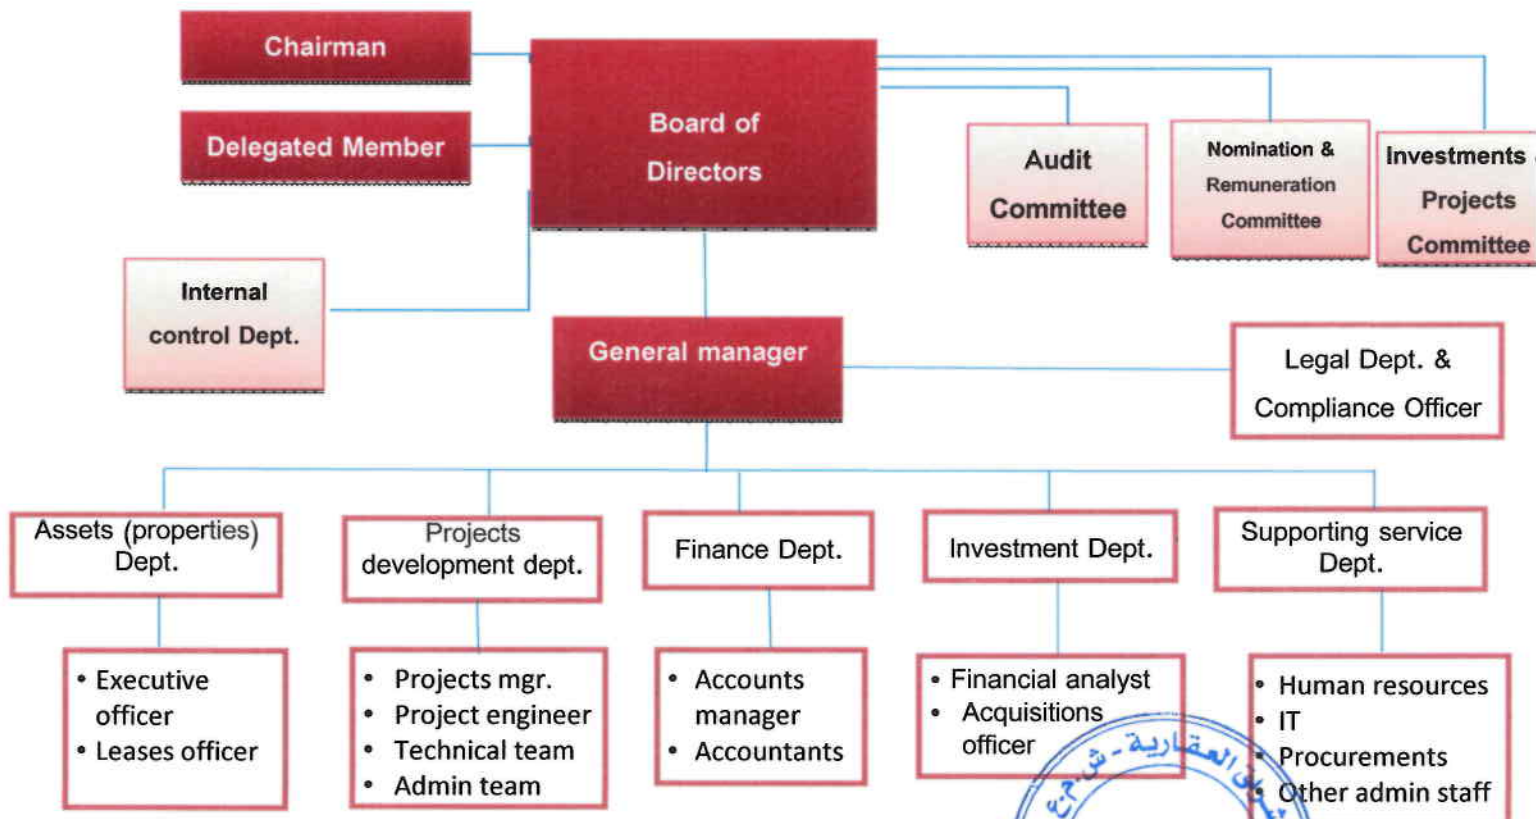 Chairman
Delegated Member
Board of
Directors
Audit
Committee
Nomination &
Remuneration
Committee
Investments
Projects
Committee
Internal
control Dept.
General manager
Legal Dept. &
Compliance Officer
Assets (properties)
Dept.
Projects
development dept.
Finance Dept.
Investment Dept.
Supporting service
Dept.
• Executive
officer
• Leases officer
• Projects mgr.
• Project engineer
• Technical team
• Admin team
• Accounts
manager
• Accountants
• Financial analyst
• Acquisitions
officer
• Human resources
• IT
• Procurements
• Other admin staff
العقارية - ش.م.ع